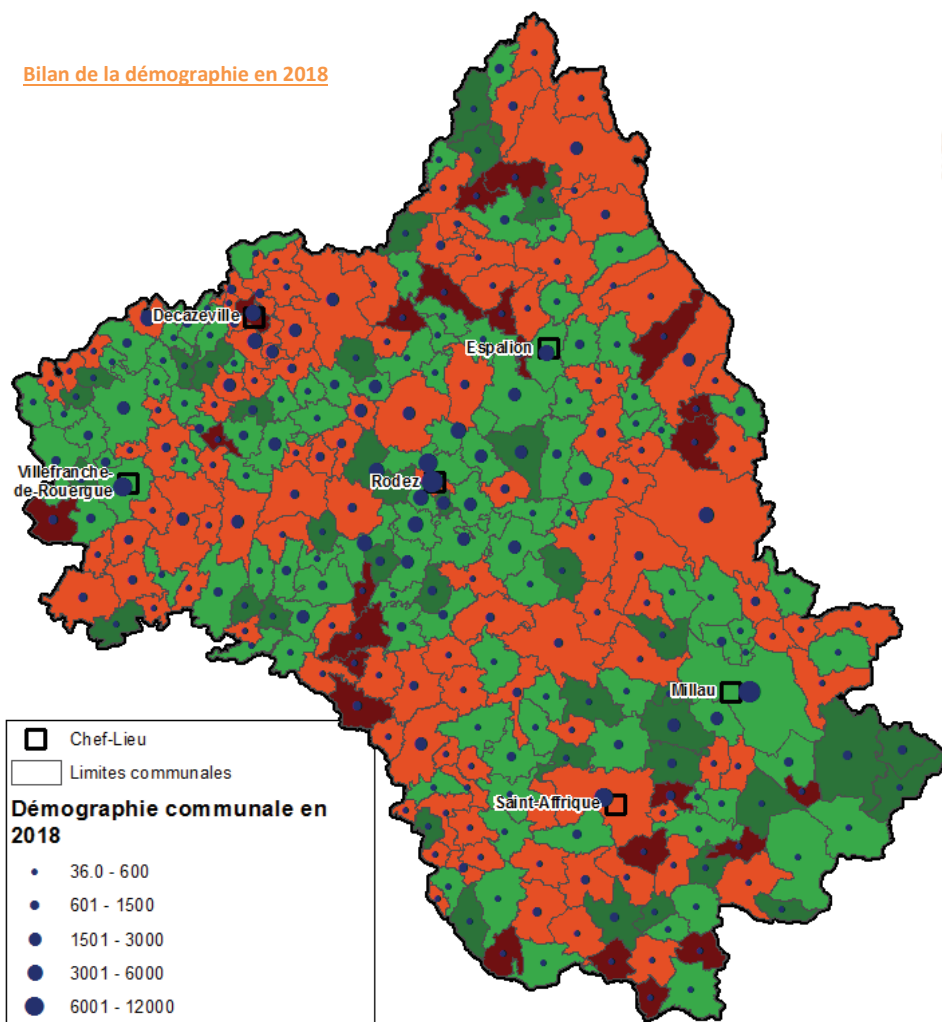 Bilan de la démographie en 2018
Decazeville
Espalion
Villefranche-
de-Rouergue
Rodez
Millau
Saint-Affrique
Chef-Lieu
Limites communales
Démographie communale en
2018
36.0 - 600
601 - 1500
1501 - 3000
3001 - 6000
6001 - 12000